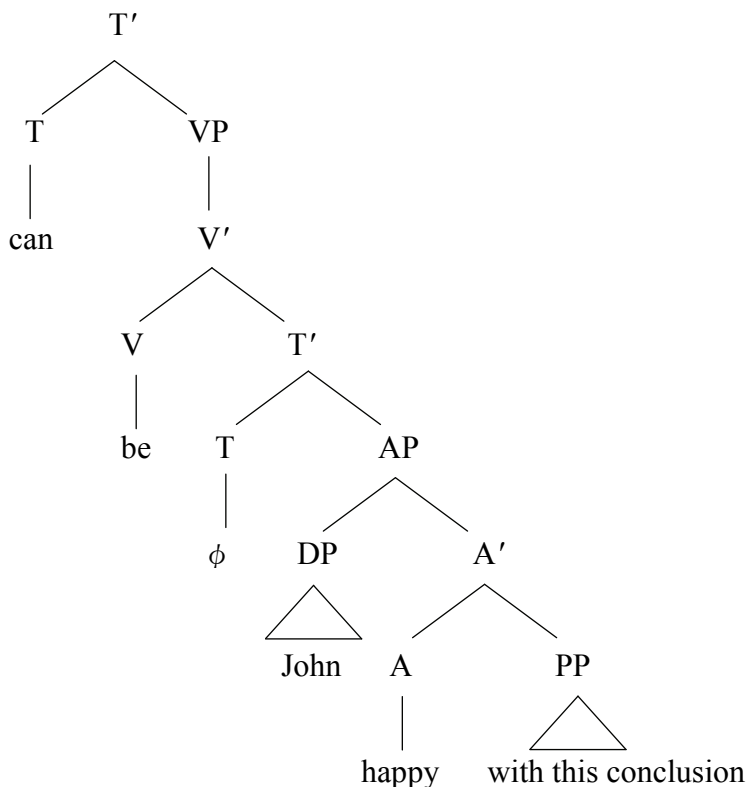 T′
T VP
can V′
V T′
be T AP
ϕ DP A′
John A PP
happy with this conclusion